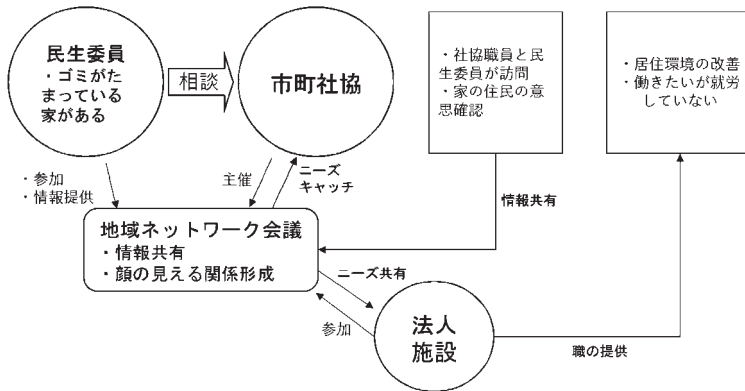 民生委員
・ゴミがた
まっている
家がある
相談
市町社協
・社協職員と民
生委員が訪問
・家の住民の意
思確認
・居住環境の改善
・働きたいが就労
していない
・参加
・情報提供
主催
ニーズ
キャッチ
情報共有
地域ネットワーク会議
・情報共有
・顔の見える関係形成
ニーズ共有
参加
法人
施設
職の提供